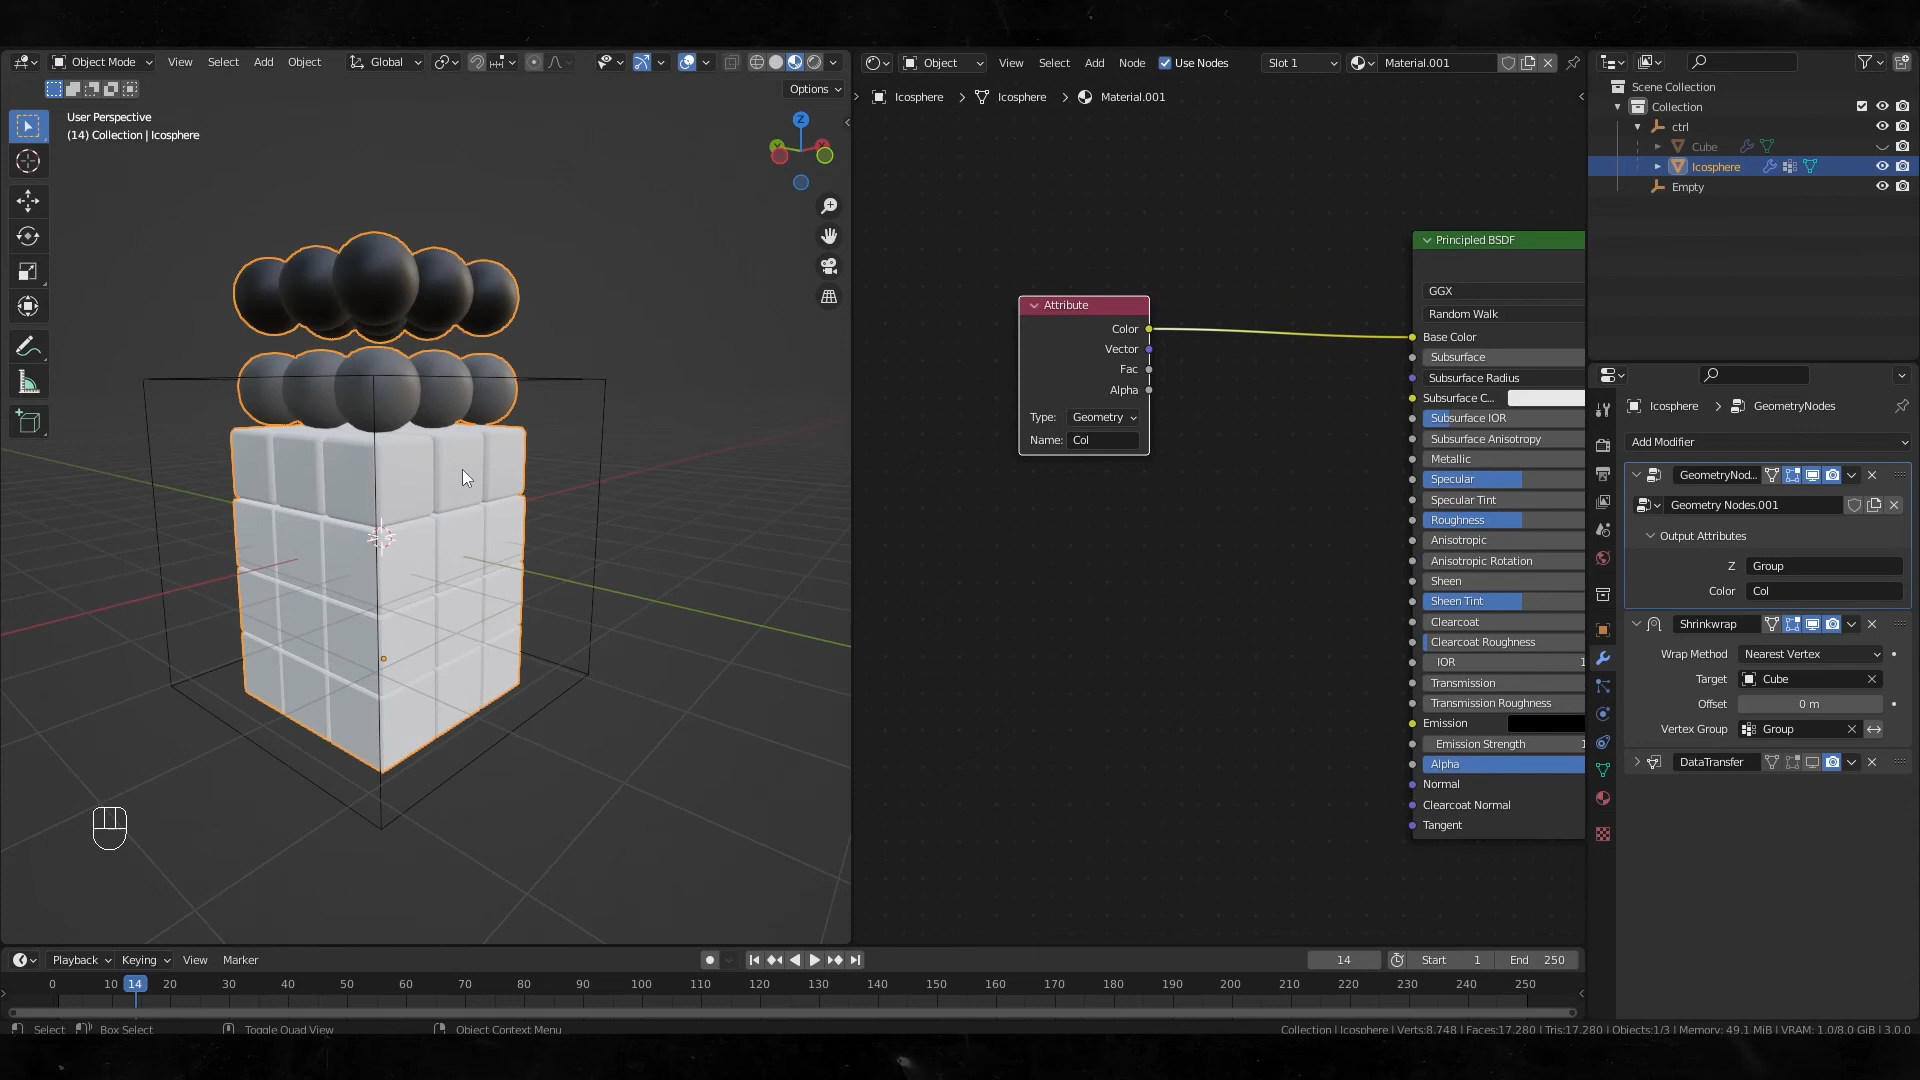 Object Mode
View
Select
Add
Object
Global
Options
User Perspective
(14) Collection | Icosphere
Z
Object
View
Select
Add
Node
Use Nodes
Slot 1
Material.001
Icosphere
Icosphere
Material.001
Attribute
Color
Vector
Fac
Alpha
Type: Geometry
Name: Col
Principled BSDF
GGX
Random Walk
Base Color
Subsurface
Subsurface Radius
Subsurface C...
Subsurface IOR
Subsurface Anisotropy
Metallic
Specular
Specular Tint
Roughness
Anisotropic
Anisotropic Rotation
Sheen
Sheen Tint
Clearcoat
Clearcoat Roughness
IOR 1
Transmission
Transmission Roughness
Emission
Emission Strength 1
Alpha
Normal
Clearcoat Normal
Tangent
Scene Collection
Collection
ctrl
Cube
Icosphere
Empty
Icosphere
GeometryNodes
Add Modifier
GeometryNod...
Geometry Nodes.001
Output Attributes
Z Group
Color Col
Shrinkwrap
Wrap Method Nearest Vertex
Target Cube
Offset 0 m
Vertex Group Group
DataTransfer
Playback
Keying
View
Marker
14
Start 1
End 250
0 10 14 20 30 40 50 60 70 80 90 100 110 120 130 140 150 160 170 180 190 200 210 220 230 240 250
Select
Box Select
Toggle Quad View
Object Context Menu
Collection | Icosphere | Verts:8.748 | Faces:17.280 | Tris:17.280 | Objects:1/3 | Memory: 49.1 MiB | VRAM: 1.0/8.0 GiB | 3.0.0